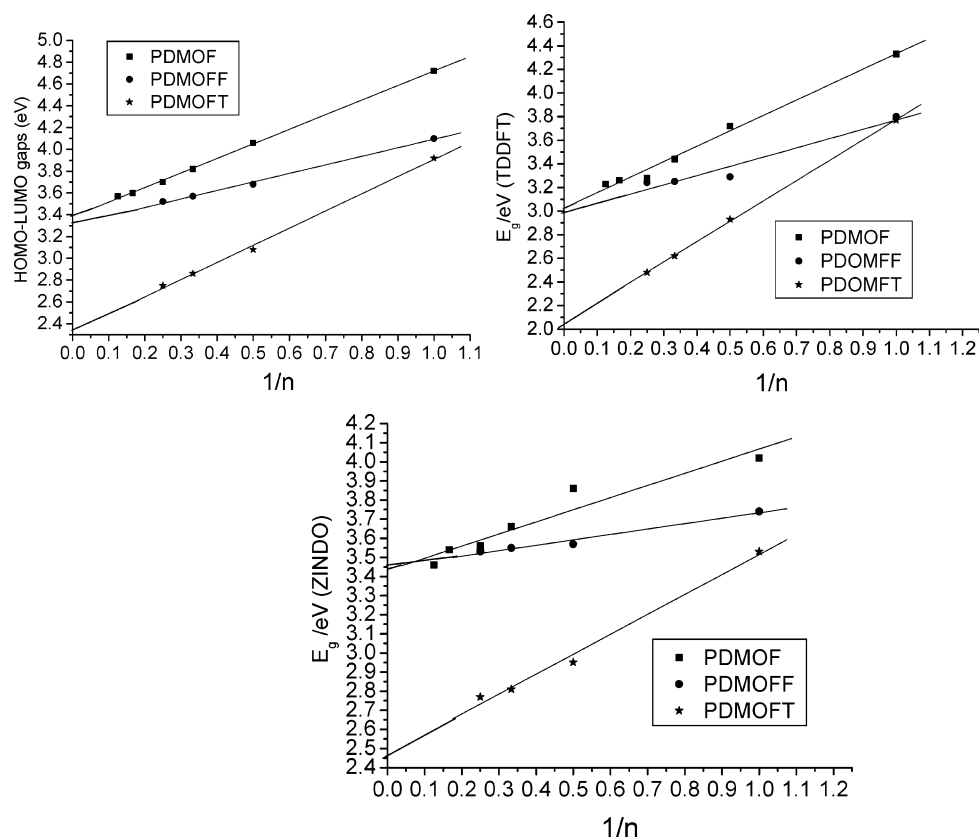 HOMO-LUMO gaps (eV)
5.0
4.8
4.6
4.4
4.2
4.0
3.8
3.6
3.4
3.2
3.0
2.8
2.6
2.4
PDMOF
PDMOFF
PDMOFT
0.0 0.1 0.2 0.3 0.4 0.5 0.6 0.7 0.8 0.9 1.0 1.1
1/n
Eg/eV (TDDFT)
4.6
4.4
4.2
4.0
3.8
3.6
3.4
3.2
3.0
2.8
2.6
2.4
2.2
2.0
PDMOF
PDOMFF
PDOMFT
0.0 0.1 0.2 0.3 0.4 0.5 0.6 0.7 0.8 0.9 1.0 1.1 1.2
1/n
Eg /eV (ZINDO)
4.2
4.1
4.0
3.9
3.8
3.7
3.6
3.5
3.4
3.3
3.2
3.1
3.0
2.9
2.8
2.7
2.6
2.5
2.4
PDMOF
PDMOFF
PDMOFT
0.0 0.1 0.2 0.3 0.4 0.5 0.6 0.7 0.8 0.9 1.0 1.1 1.2
1/n